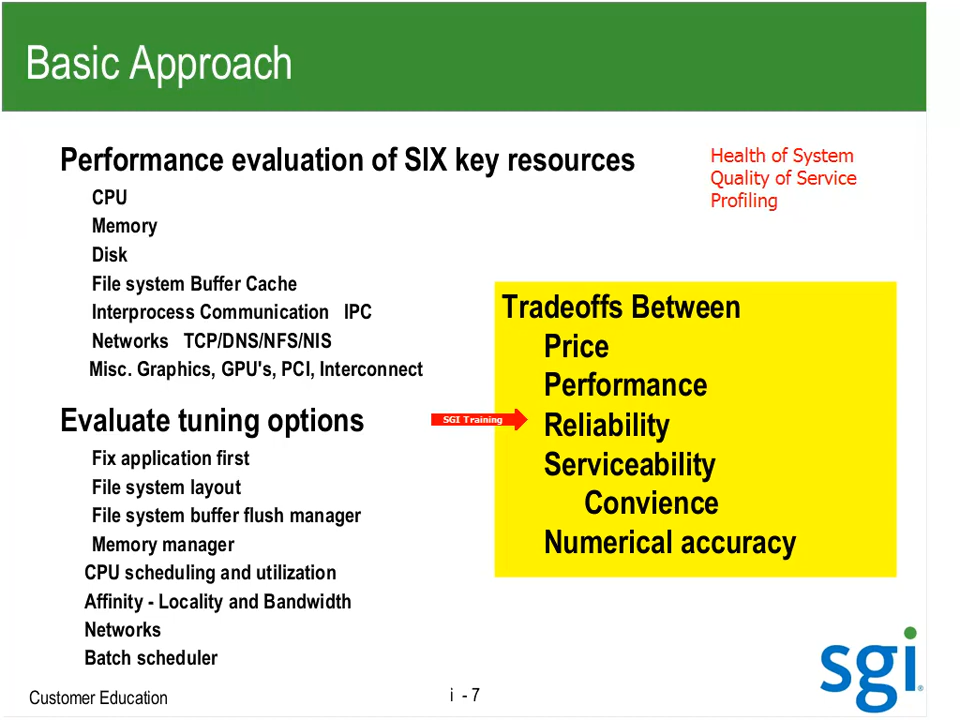 Basic Approach
Performance evaluation of SIX key resources
CPU
Memory
Disk
File system Buffer Cache
Interprocess Communication IPC
Networks TCP/DNS/NFS/NIS
Misc. Graphics, GPU's, PCI, Interconnect
Evaluate tuning options
Fix application first
File system layout
File system buffer flush manager
Memory manager
CPU scheduling and utilization
Affinity - Locality and Bandwidth
Networks
Batch scheduler
Health of System
Quality of Service
Profiling
SGI Training
Tradeoffs Between
Price
Performance
Reliability
Serviceability
Convience
Numerical accuracy
Customer Education
i - 7
sgi®